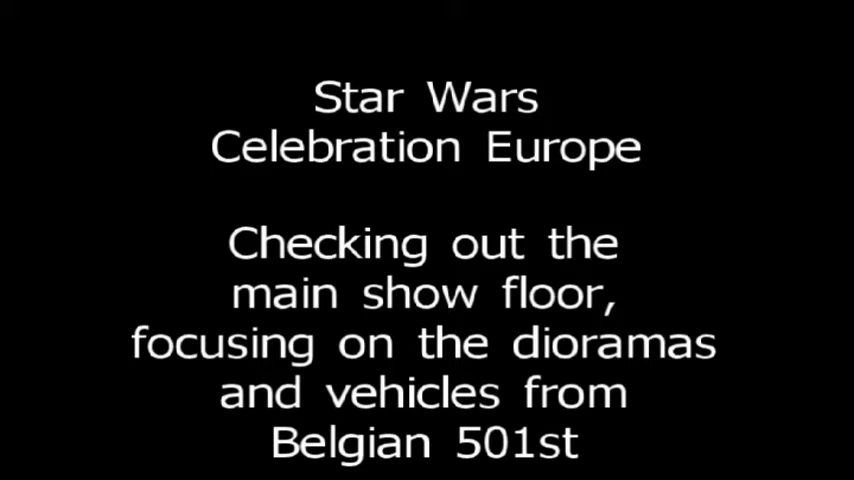 Star Wars
Celebration Europe
Checking out the
main show floor,
focusing on the dioramas
and vehicles from
Belgian 501st